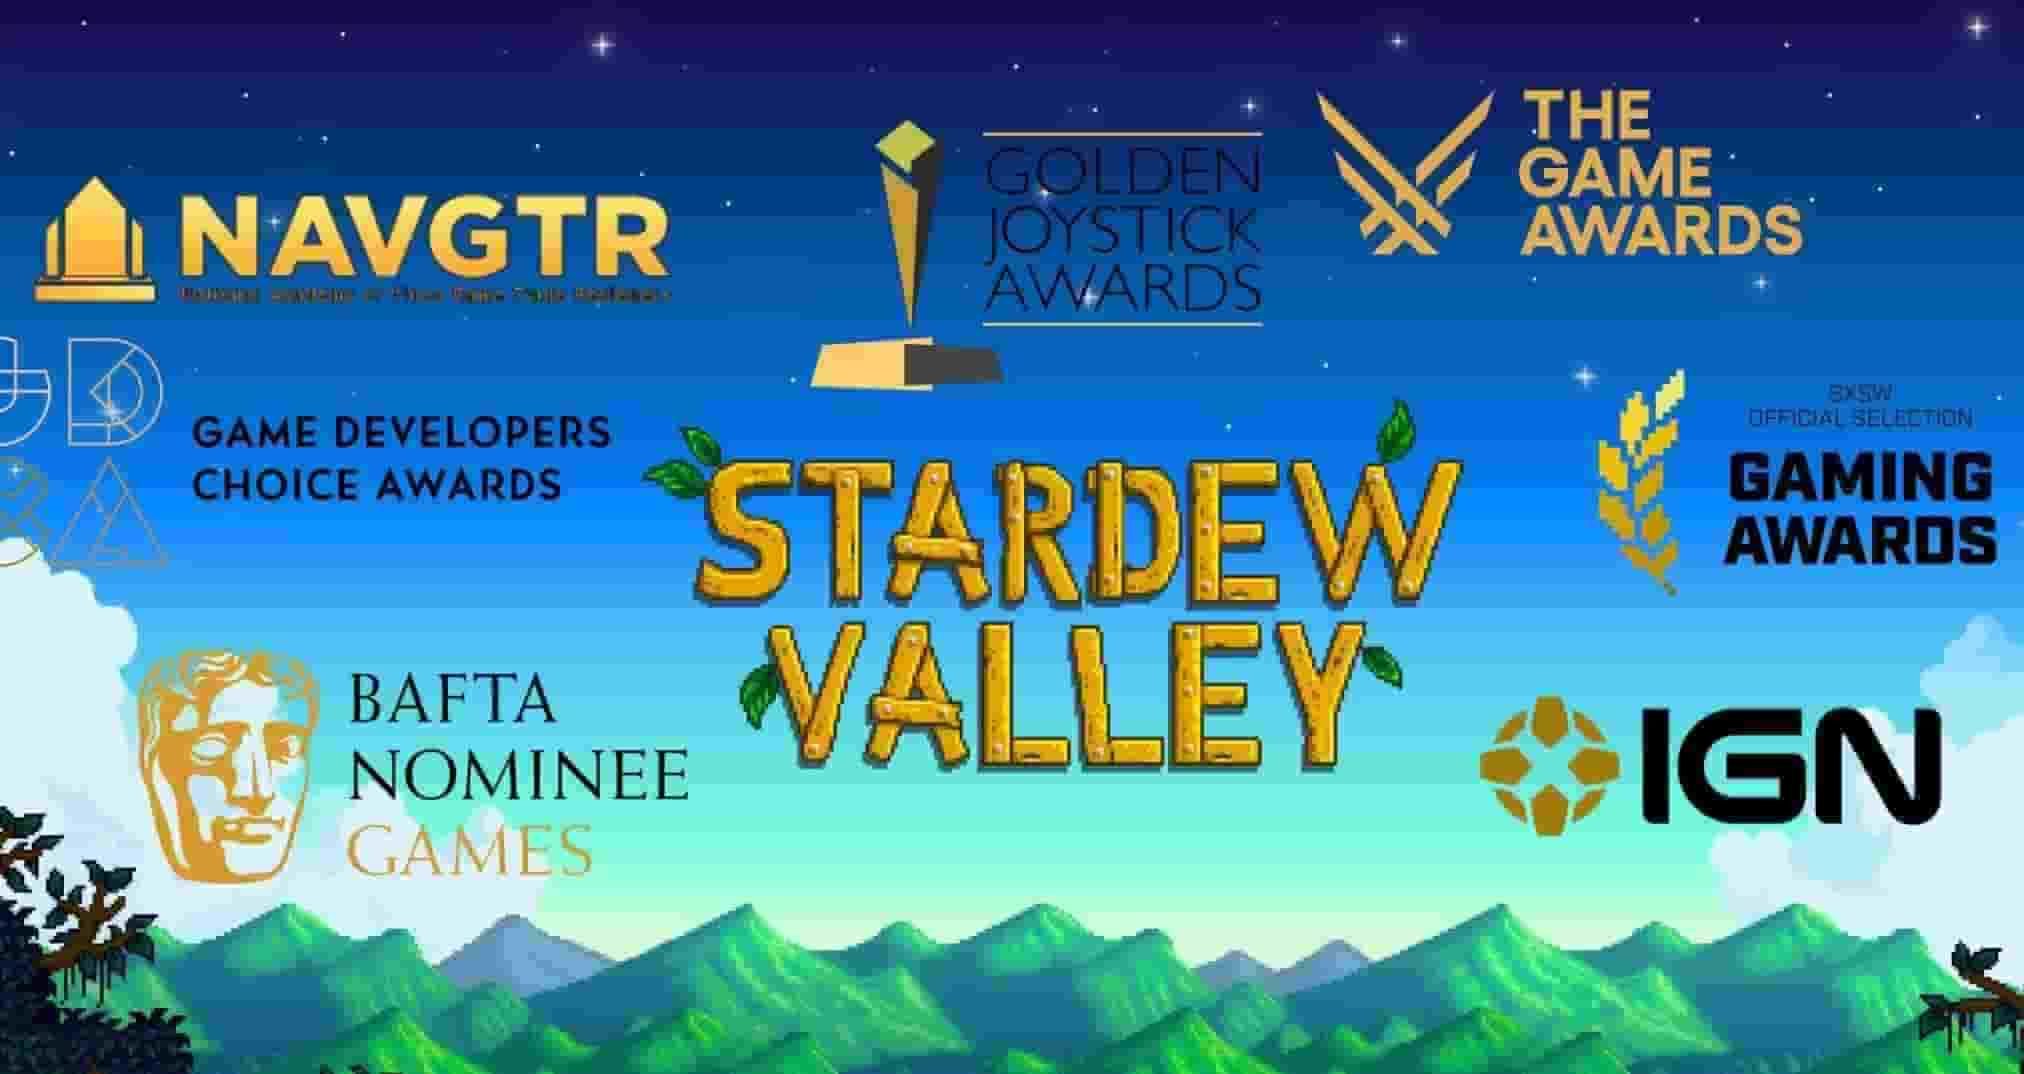 NAVGTR
GOLDEN
JOYSTICK
AWARDS
THE
GAME
AWARDS
GAME DEVELOPERS
CHOICE AWARDS
STARDEW
VALLEY
SXSW
OFFICIAL SELECTION
GAMING
AWARDS
BAFTA
NOMINEE
GAMES
IGN